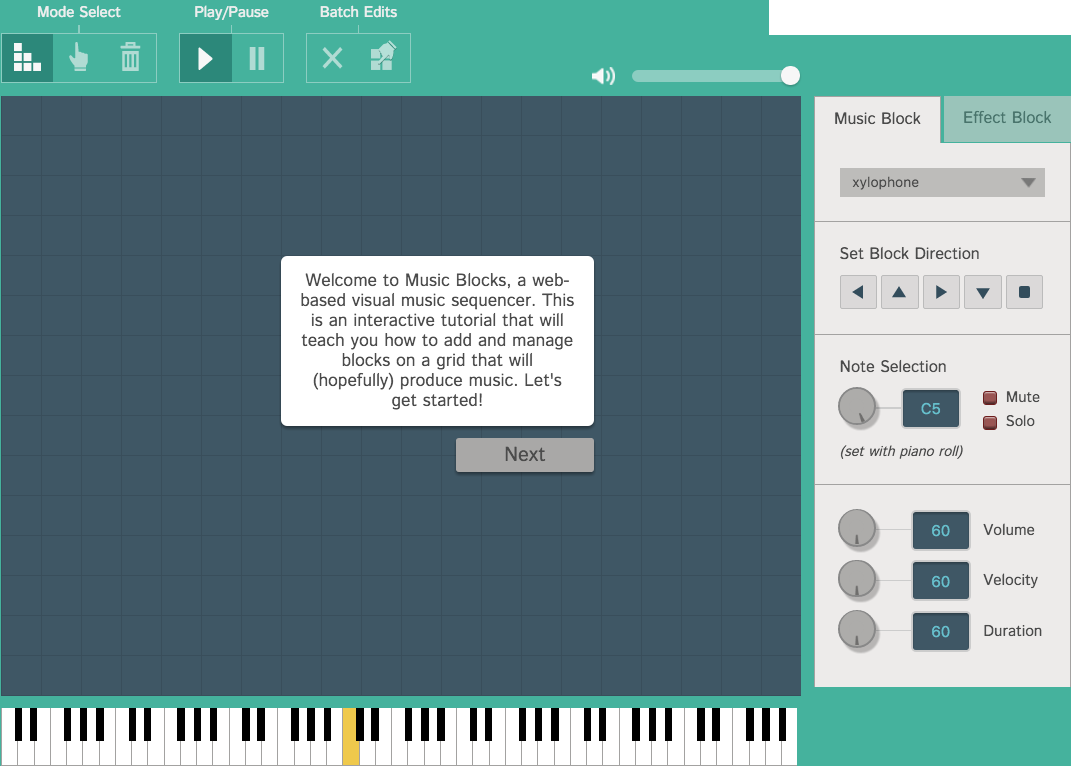 Mode Select
Play/Pause
Batch Edits
Music Block
Effect Block
xylophone
Set Block Direction
Welcome to Music Blocks, a web-
based visual music sequencer. This
is an interactive tutorial that will
teach you how to add and manage
blocks on a grid that will
(hopefully) produce music. Let's
get started!
Next
Note Selection
C5
Mute
Solo
(set with piano roll)
60
Volume
60
Velocity
60
Duration